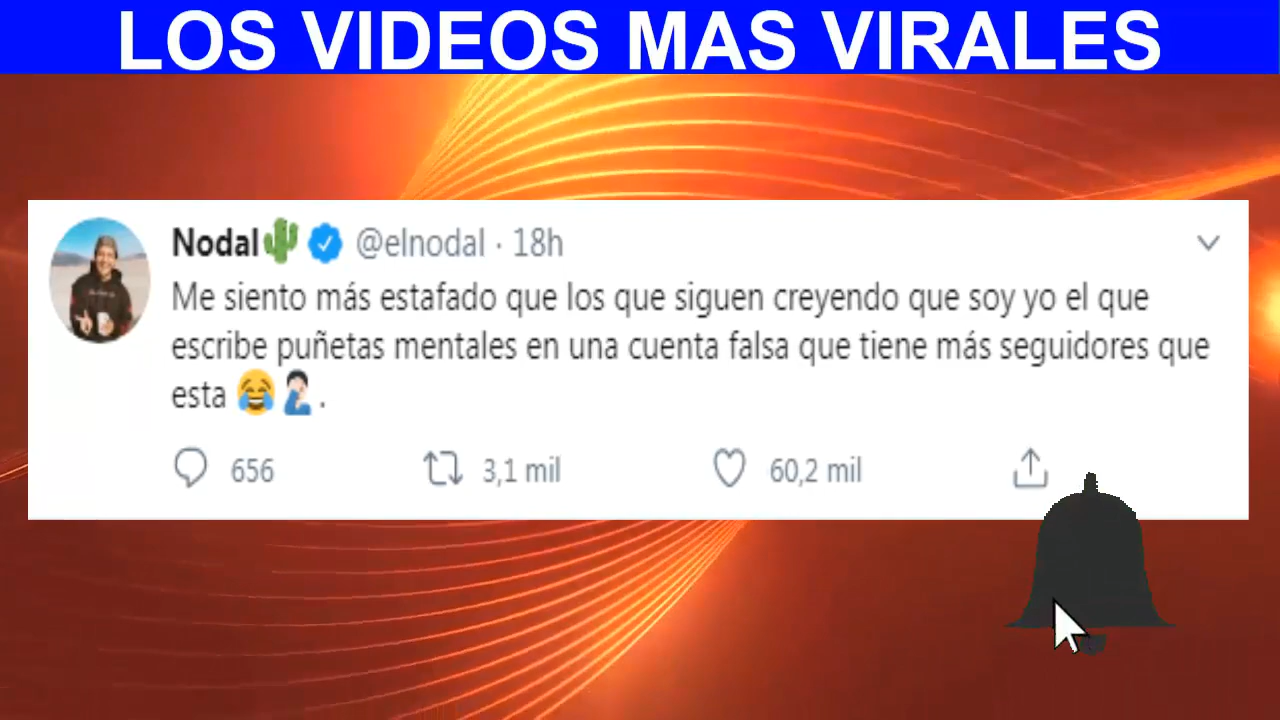 LOS VIDEOS MAS VIRALES
Nodal🌵 @elnodal · 18h
Me siento más estafado que los que siguen creyendo que soy yo el que
escribe puñetas mentales en una cuenta falsa que tiene más seguidores que
esta 😂🤦🏻‍♂️.
656 3,1 mil 60,2 mil